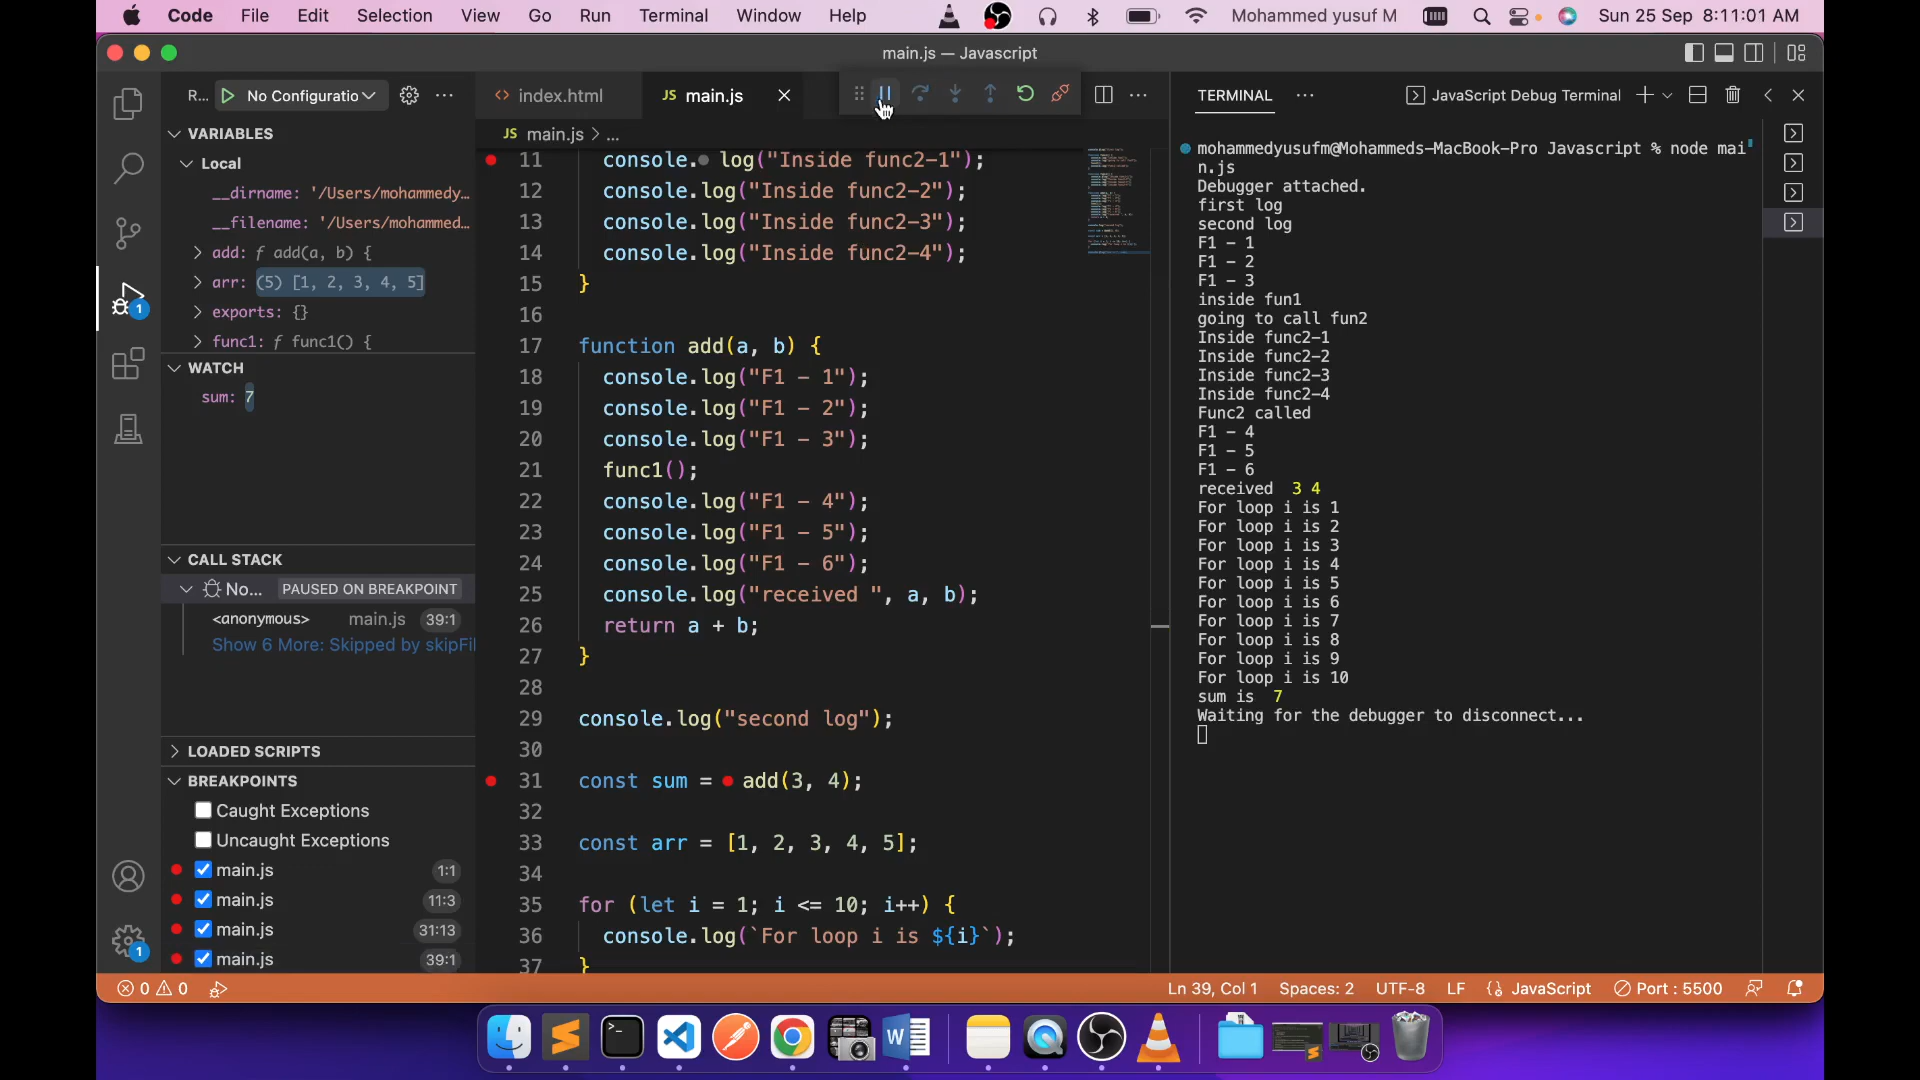 Code File Edit Selection View Go Run Terminal Window Help Mohammed yusuf M Sun 25 Sep 8:11:01 AM
main.js — Javascript
R... No Configuratio
VARIABLES
Local
__dirname: '/Users/mohammedy...
__filename: '/Users/mohammed...
add: ƒ add(a, b) {
arr: (5) [1, 2, 3, 4, 5]
exports: {}
func1: ƒ func1() {
WATCH
sum: 7
CALL STACK
No... PAUSED ON BREAKPOINT
<anonymous> main.js 39:1
Show 6 More: Skipped by skipFil
LOADED SCRIPTS
BREAKPOINTS
Caught Exceptions
Uncaught Exceptions
main.js 1:1
main.js 11:3
main.js 31:13
main.js 39:1
1
1
<> index.html JS main.js
JS main.js > ...
11 console.log("Inside func2-1");
12 console.log("Inside func2-2");
13 console.log("Inside func2-3");
14 console.log("Inside func2-4");
15 }
16
17 function add(a, b) {
18 console.log("F1 - 1");
19 console.log("F1 - 2");
20 console.log("F1 - 3");
21 func1();
22 console.log("F1 - 4");
23 console.log("F1 - 5");
24 console.log("F1 - 6");
25 console.log("received ", a, b);
26 return a + b;
27 }
28
29 console.log("second log");
30
31 const sum = add(3, 4);
32
33 const arr = [1, 2, 3, 4, 5];
34
35 for (let i = 1; i <= 10; i++) {
36 console.log(`For loop i is ${i}`);
37 }
TERMINAL JavaScript Debug Terminal
mohammedyusufm@Mohammeds-MacBook-Pro Javascript % node mai
n.js
Debugger attached.
first log
second log
F1 - 1
F1 - 2
F1 - 3
inside fun1
going to call fun2
Inside func2-1
Inside func2-2
Inside func2-3
Inside func2-4
Func2 called
F1 - 4
F1 - 5
F1 - 6
received 3 4
For loop i is 1
For loop i is 2
For loop i is 3
For loop i is 4
For loop i is 5
For loop i is 6
For loop i is 7
For loop i is 8
For loop i is 9
For loop i is 10
sum is 7
Waiting for the debugger to disconnect...
0 0 Ln 39, Col 1 Spaces: 2 UTF-8 LF {} JavaScript Port : 5500
W